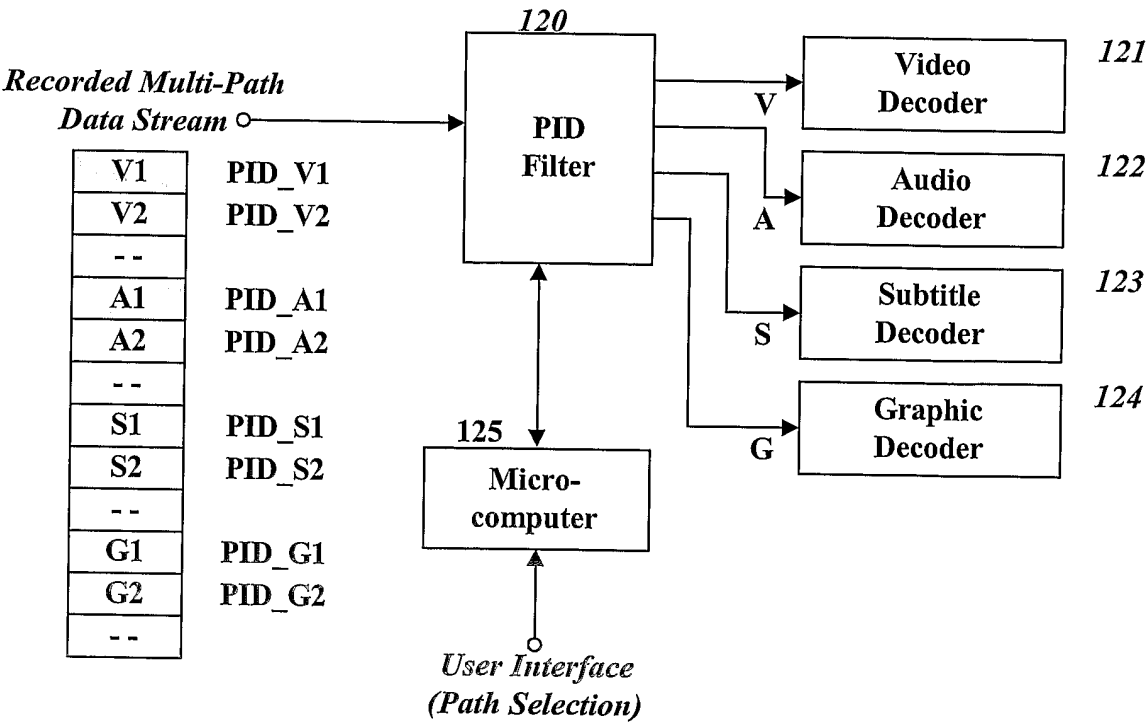 120
Recorded Multi-Path
Data Stream
PID
Filter
V
A
S
G
Video
Decoder
121
Audio
Decoder
122
Subtitle
Decoder
123
Graphic
Decoder
124
V1 PID_V1
V2 PID_V2
--
A1 PID_A1
A2 PID_A2
--
S1 PID_S1
S2 PID_S2
--
G1 PID_G1
G2 PID_G2
--
125
Micro-
computer
User Interface
(Path Selection)